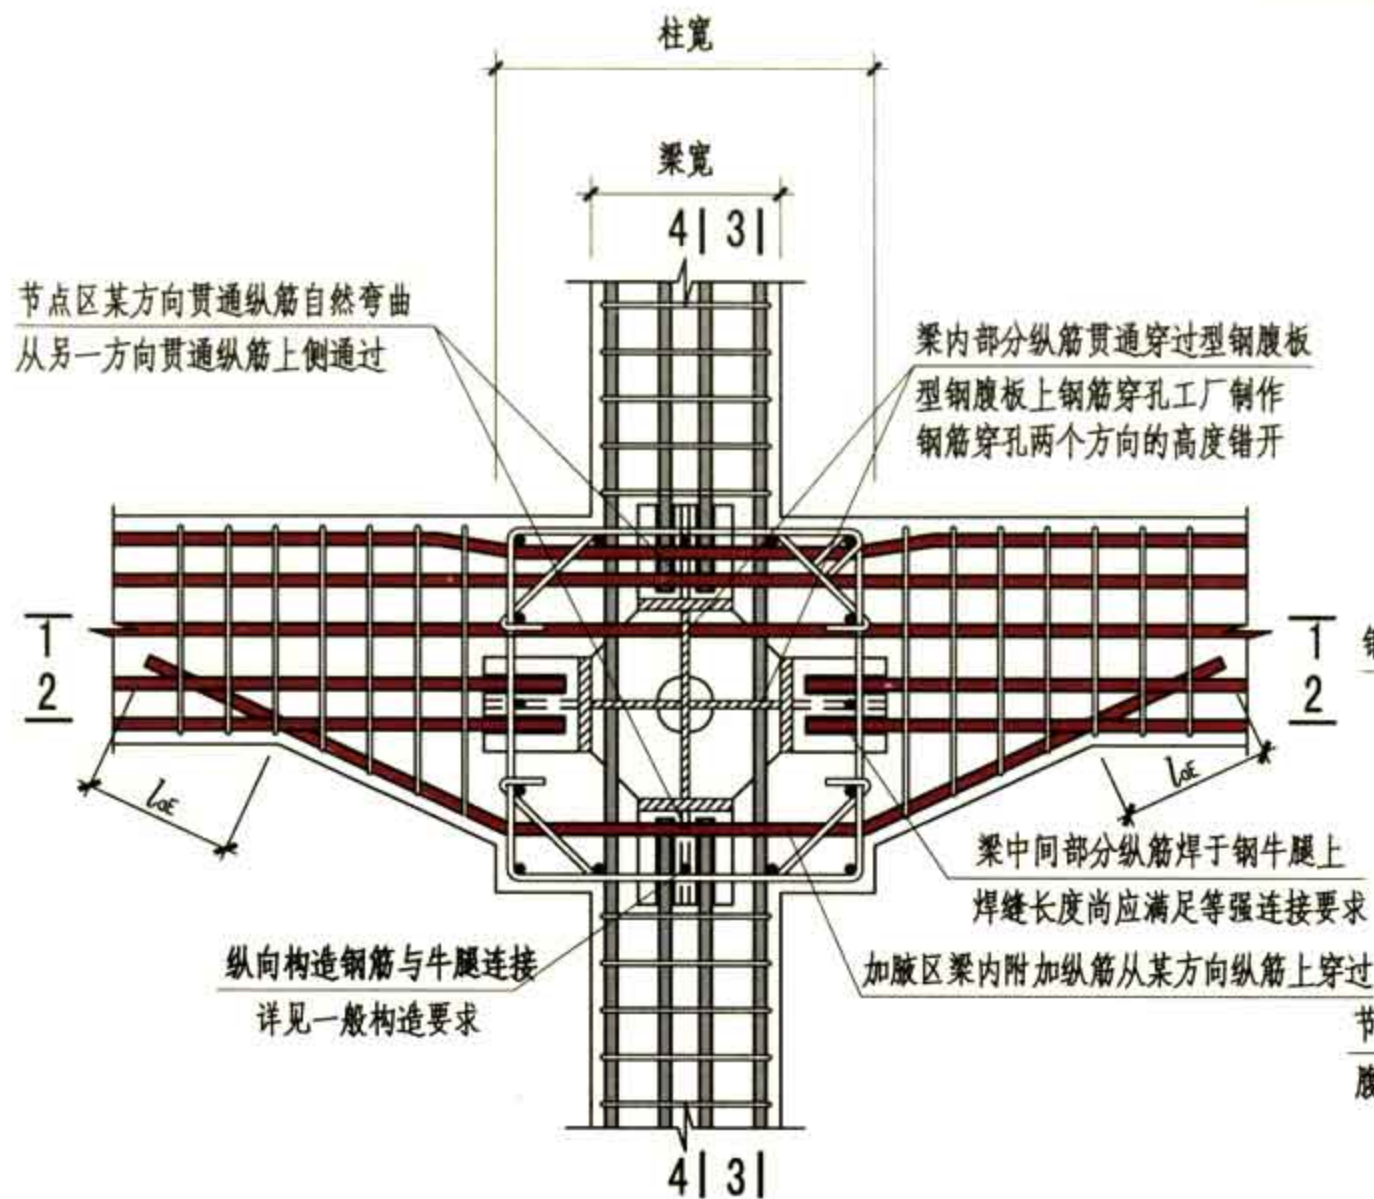 柱宽
梁宽
4 3
节点区某方向贯通纵筋自然弯曲
从另一方向贯通纵筋上侧通过
梁内部分纵筋贯通穿过型钢腹板
型钢腹板上钢筋穿孔工厂制作
钢筋穿孔两个方向的高度错开
1
2
1
2
laE
laE
梁中间部分纵筋焊于钢牛腿上
焊缝长度尚应满足等强连接要求
纵向构造钢筋与牛腿连接
详见一般构造要求
加腋区梁内附加纵筋从某方向纵筋上穿过
节
腹
4 3